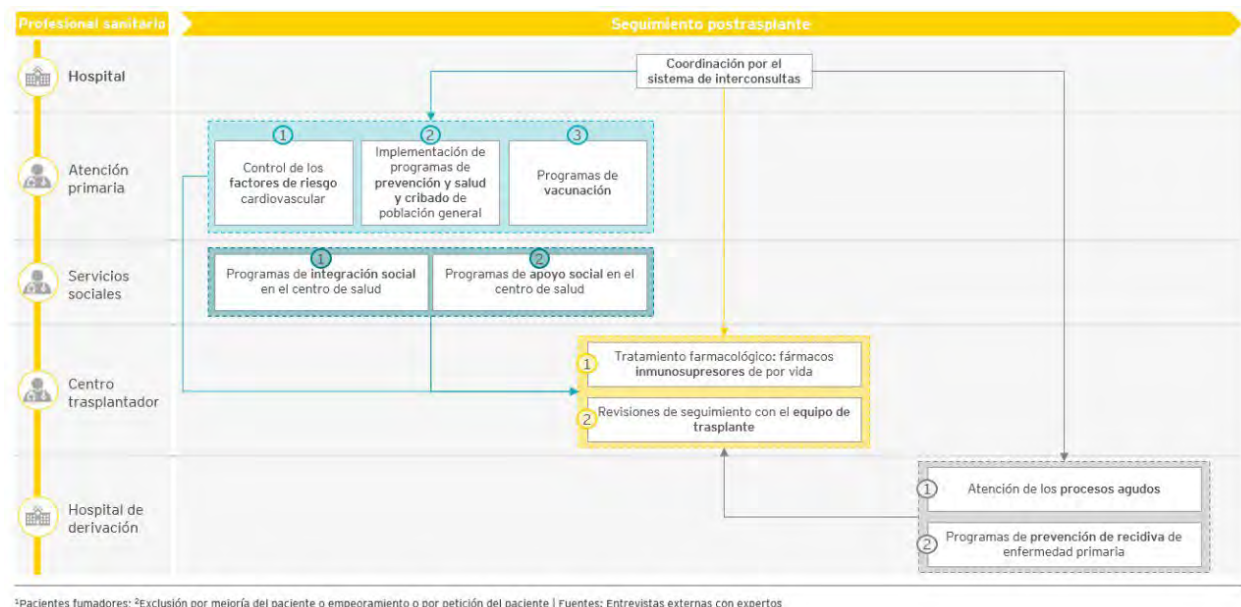 Profesional sanitario
Seguimiento postrasplante
Hospital
Coordinación por el
sistema de interconsultas
Atención
primaria
1
Control de los
factores de riesgo
cardiovascular
2
Implementación de
programas de
prevención y salud
y cribado de
población general
3
Programas de
vacunación
Servicios
sociales
1
Programas de integración social
en el centro de salud
2
Programas de apoyo social en el
centro de salud
Centro
trasplantador
1
Tratamiento farmacológico: fármacos
inmunosupresores de por vida
2
Revisiones de seguimiento con el equipo de
trasplante
Hospital de
derivación
1
Atención de los procesos agudos
2
Programas de prevención de recidiva de
enfermedad primaria
¹Pacientes fumadores; ²Exclusión por mejoría del paciente o empeoramiento o por petición del paciente | Fuentes: Entrevistas externas con expertos